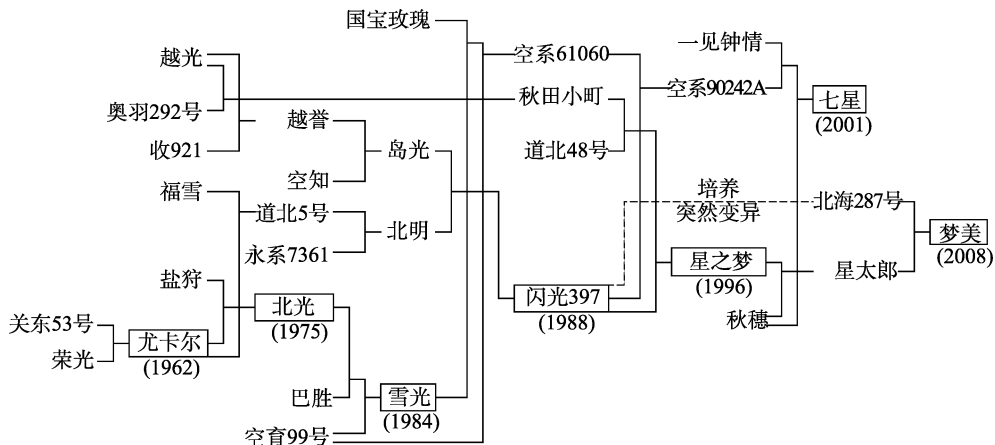 国宝玫瑰
一见钟情
越光
空系61060
空系90242A
七星
(2001)
奥羽292号
越誉
秋田小町
收921
岛光
道北48号
空知
福雪
培养
突然变异
北海287号
道北5号
北明
梦美
(2008)
永系7361
星之梦
(1996)
星太郎
盐狩
北光
(1975)
闪光397
(1988)
秋穗
关东53号
尤卡尔
(1962)
荣光
巴胜
雪光
(1984)
空育99号